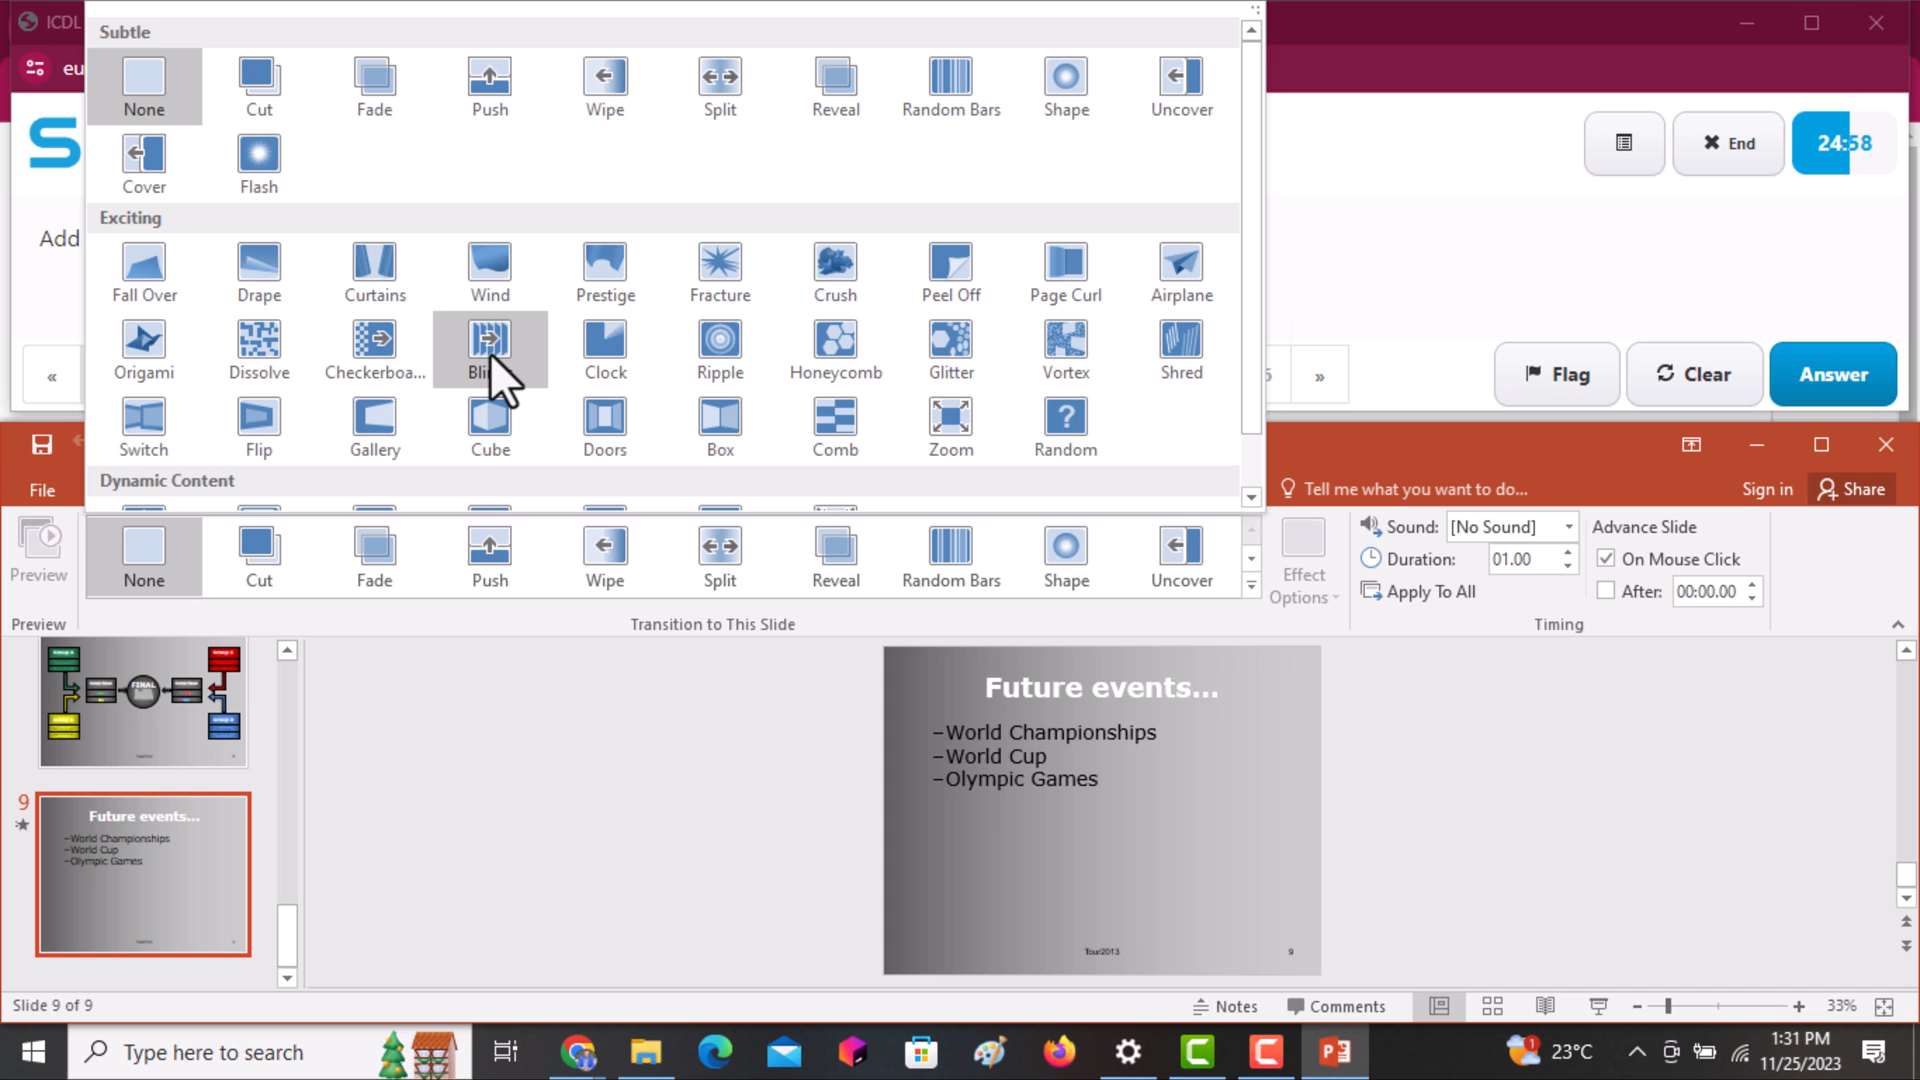 ICDL
Subtle
eu
None Cut Fade Push Wipe Split Reveal Random Bars Shape Uncover
Cover Flash
S
End
24:58
Exciting
Add
Fall Over Drape Curtains Wind Prestige Fracture Crush Peel Off Page Curl Airplane
Origami Dissolve Checkerboa... Clock Ripple Honeycomb Glitter Vortex Shred
«
»
Flag
Clear
Answer
Switch Flip Gallery Cube Doors Box Comb Zoom ? Random
Dynamic Content
File
Tell me what you want to do...
Sign in
Share
Preview
None Cut Fade Push Wipe Split Reveal Random Bars Shape Uncover
Effect
Options
Sound: [No Sound]
Duration: 01.00
Apply To All
Advance Slide
On Mouse Click
After: 00:00.00
Preview
Transition to This Slide
Timing
FINAL
9
Future events...
–World Championships
–World Cup
–Olympic Games
Future events...
–World Championships
–World Cup
–Olympic Games
Tour2013
9
Slide 9 of 9
Notes
Comments
33%
Type here to search
1
23°C
1:31 PM
11/25/2023